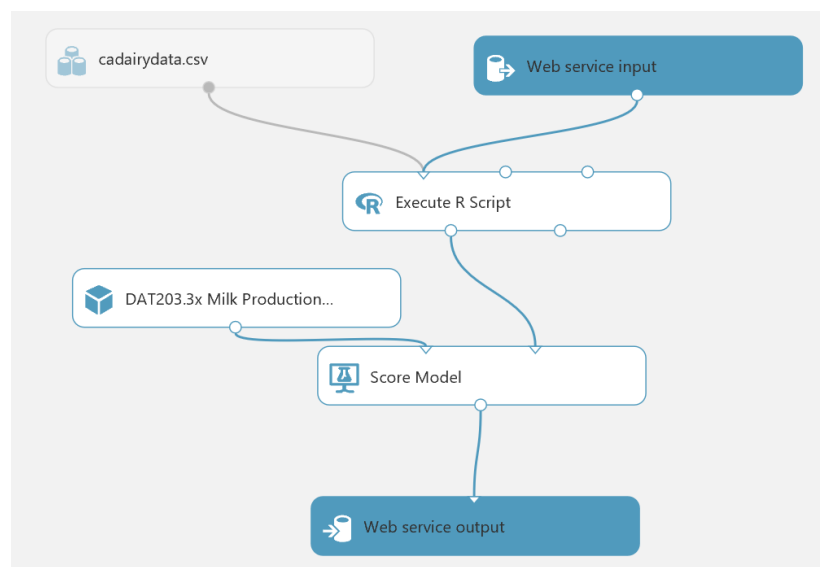 cadairydata.csv
Web service input
Execute R Script
DAT203.3x Milk Production...
Score Model
Web service output